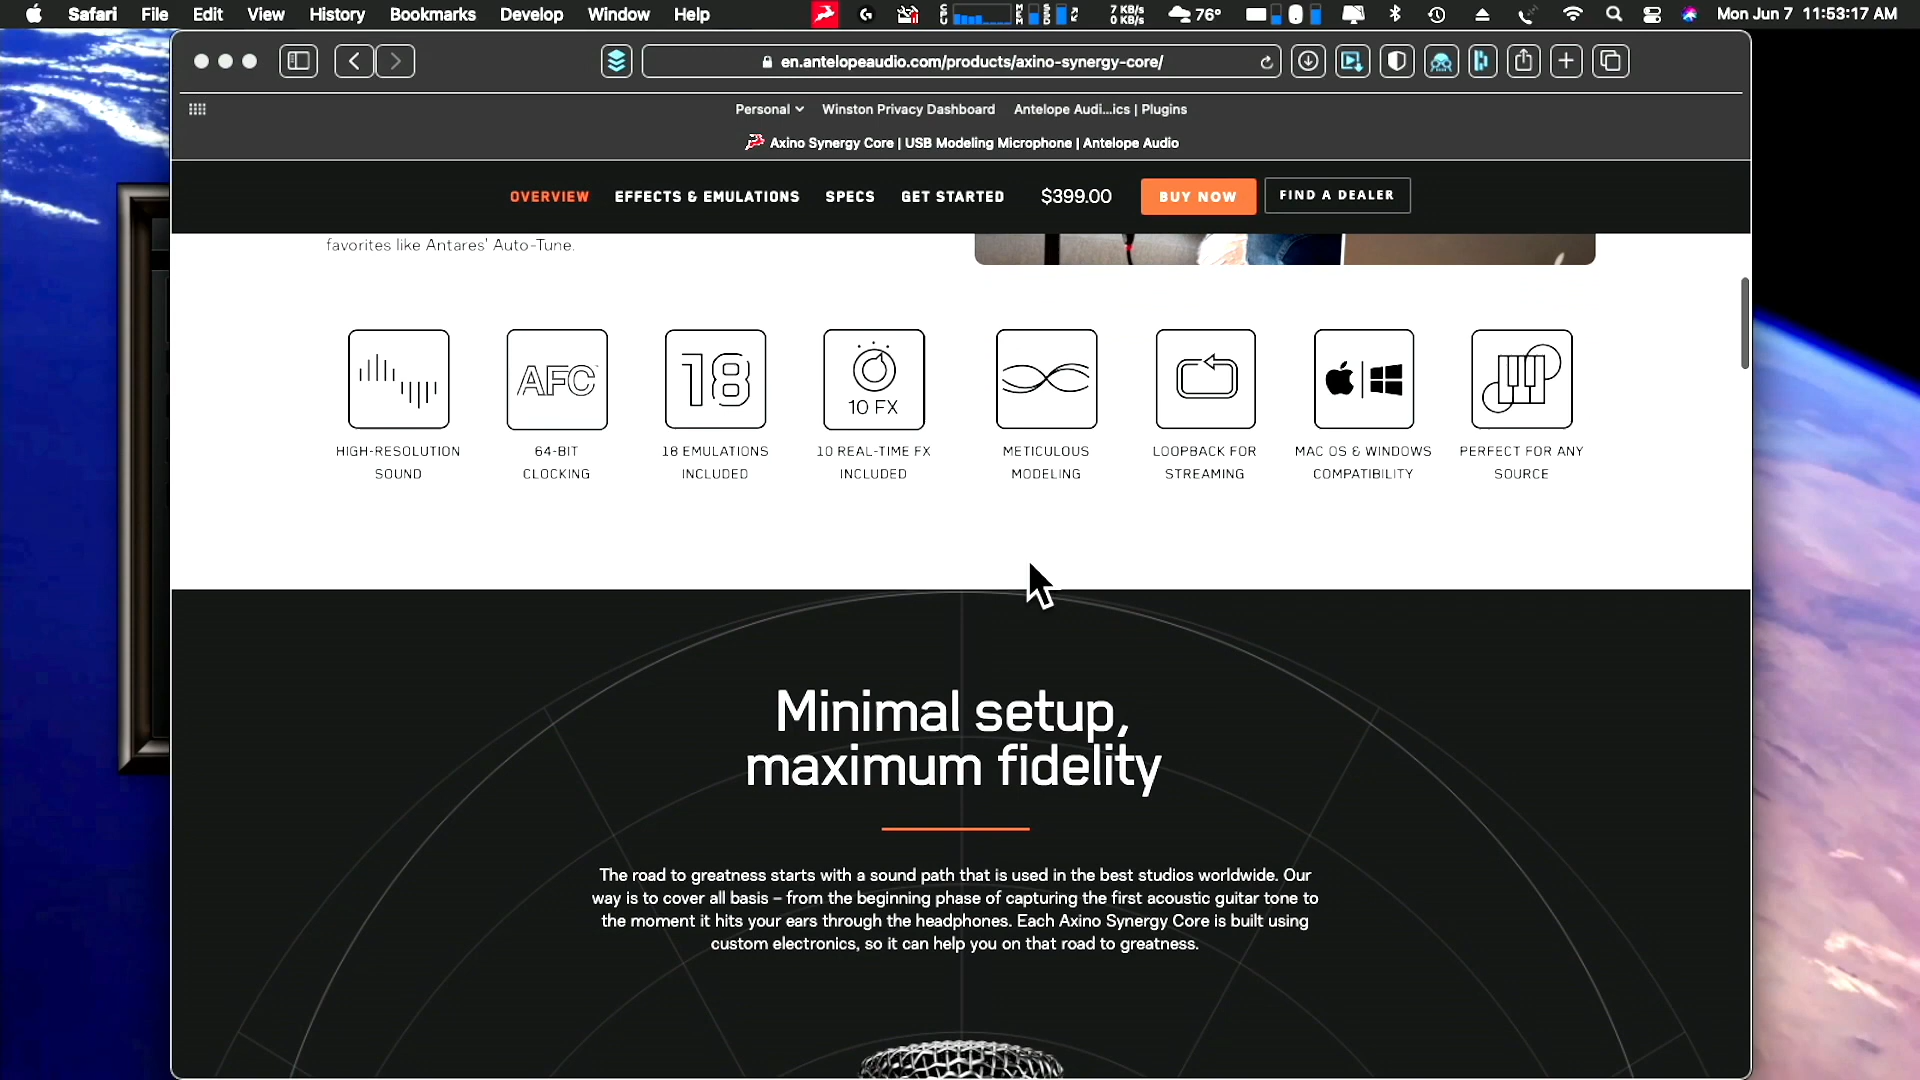 Safari File Edit View History Bookmarks Develop Window Help
7 KB/s
0 KB/s
76°
Mon Jun 7 11:53:17 AM
en.antelopeaudio.com/products/axino-synergy-core/
Personal Winston Privacy Dashboard Antelope Audi...ics | Plugins
Axino Synergy Core | USB Modeling Microphone | Antelope Audio
OVERVIEW EFFECTS & EMULATIONS SPECS GET STARTED $399.00 BUY NOW FIND A DEALER
favorites like Antares' Auto-Tune.
AFC
18
10 FX
HIGH-RESOLUTION
SOUND
64-BIT
CLOCKING
18 EMULATIONS
INCLUDED
10 REAL-TIME FX
INCLUDED
METICULOUS
MODELING
LOOPBACK FOR
STREAMING
MAC OS & WINDOWS
COMPATIBILITY
PERFECT FOR ANY
SOURCE
Minimal setup,
maximum fidelity
The road to greatness starts with a sound path that is used in the best studios worldwide. Our
way is to cover all basis – from the beginning phase of capturing the first acoustic guitar tone to
the moment it hits your ears through the headphones. Each Axino Synergy Core is built using
custom electronics, so it can help you on that road to greatness.